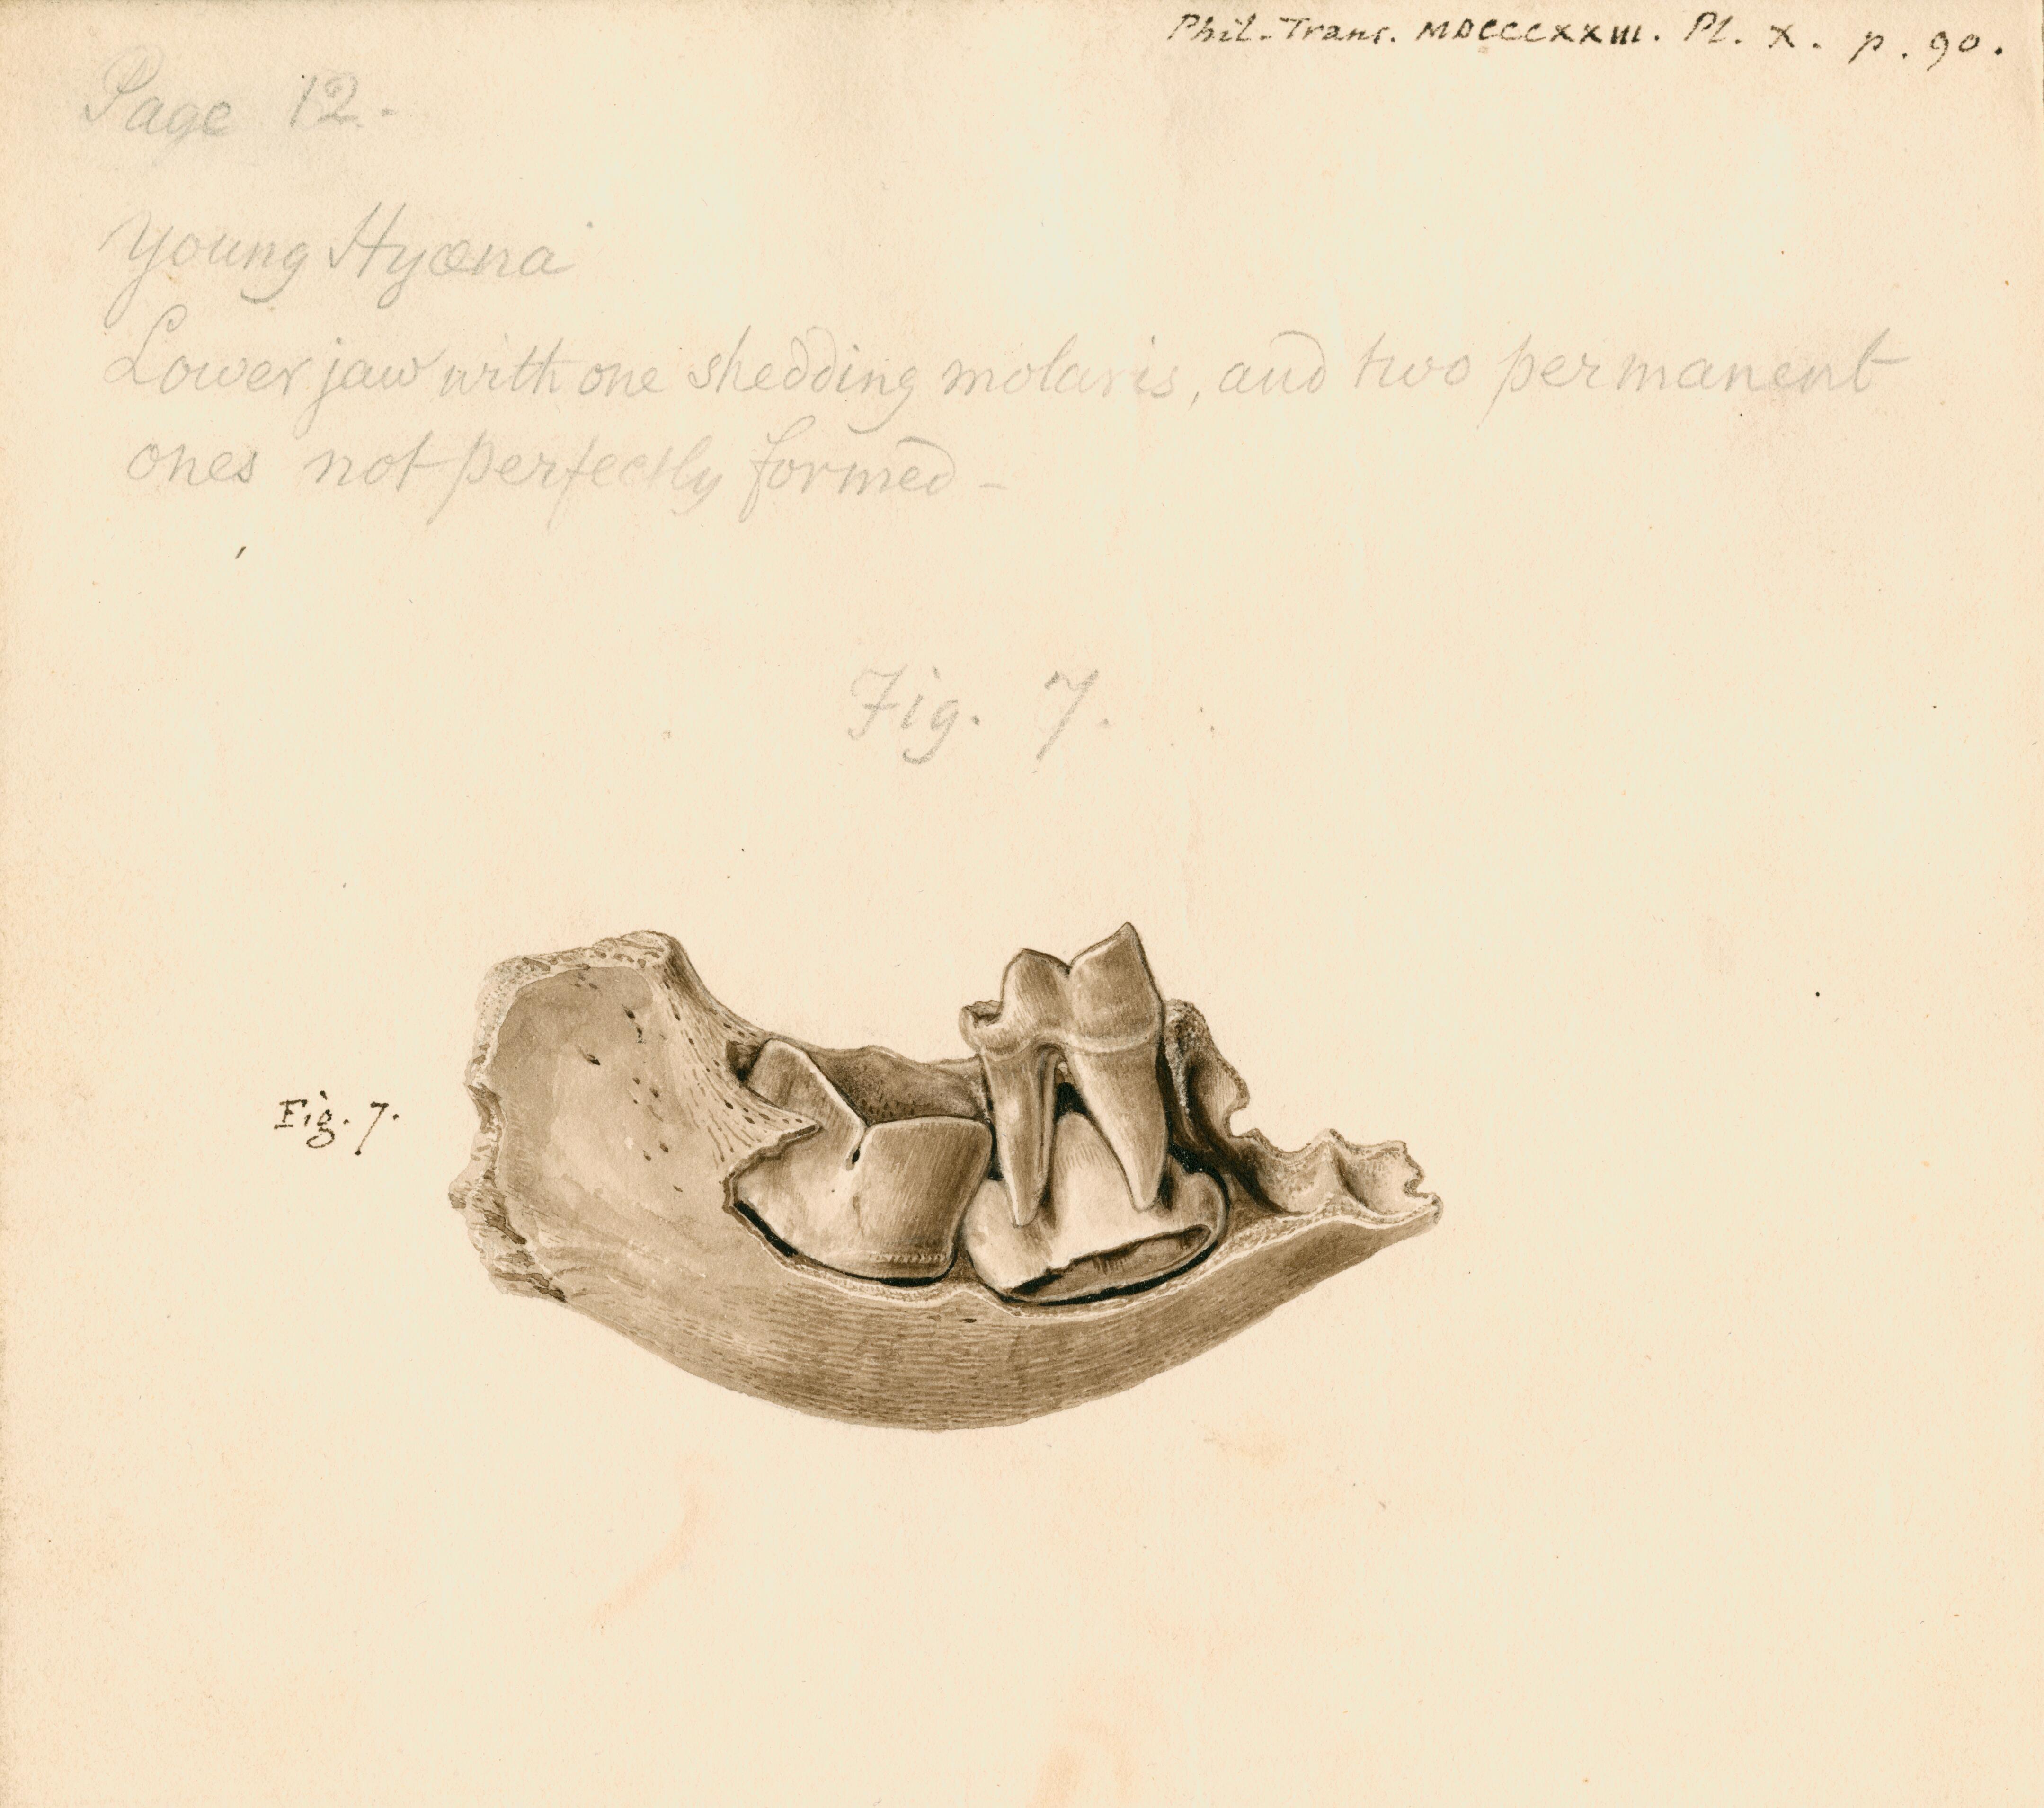 Phil. Trans. MDCCCXXIII. Pl. X. p. 90.
Page 12.
Young Hyæna
Lower jaw with one shedding molaris, and two permanent
ones not perfectly formed -
Fig. 7.
Fig. 7.